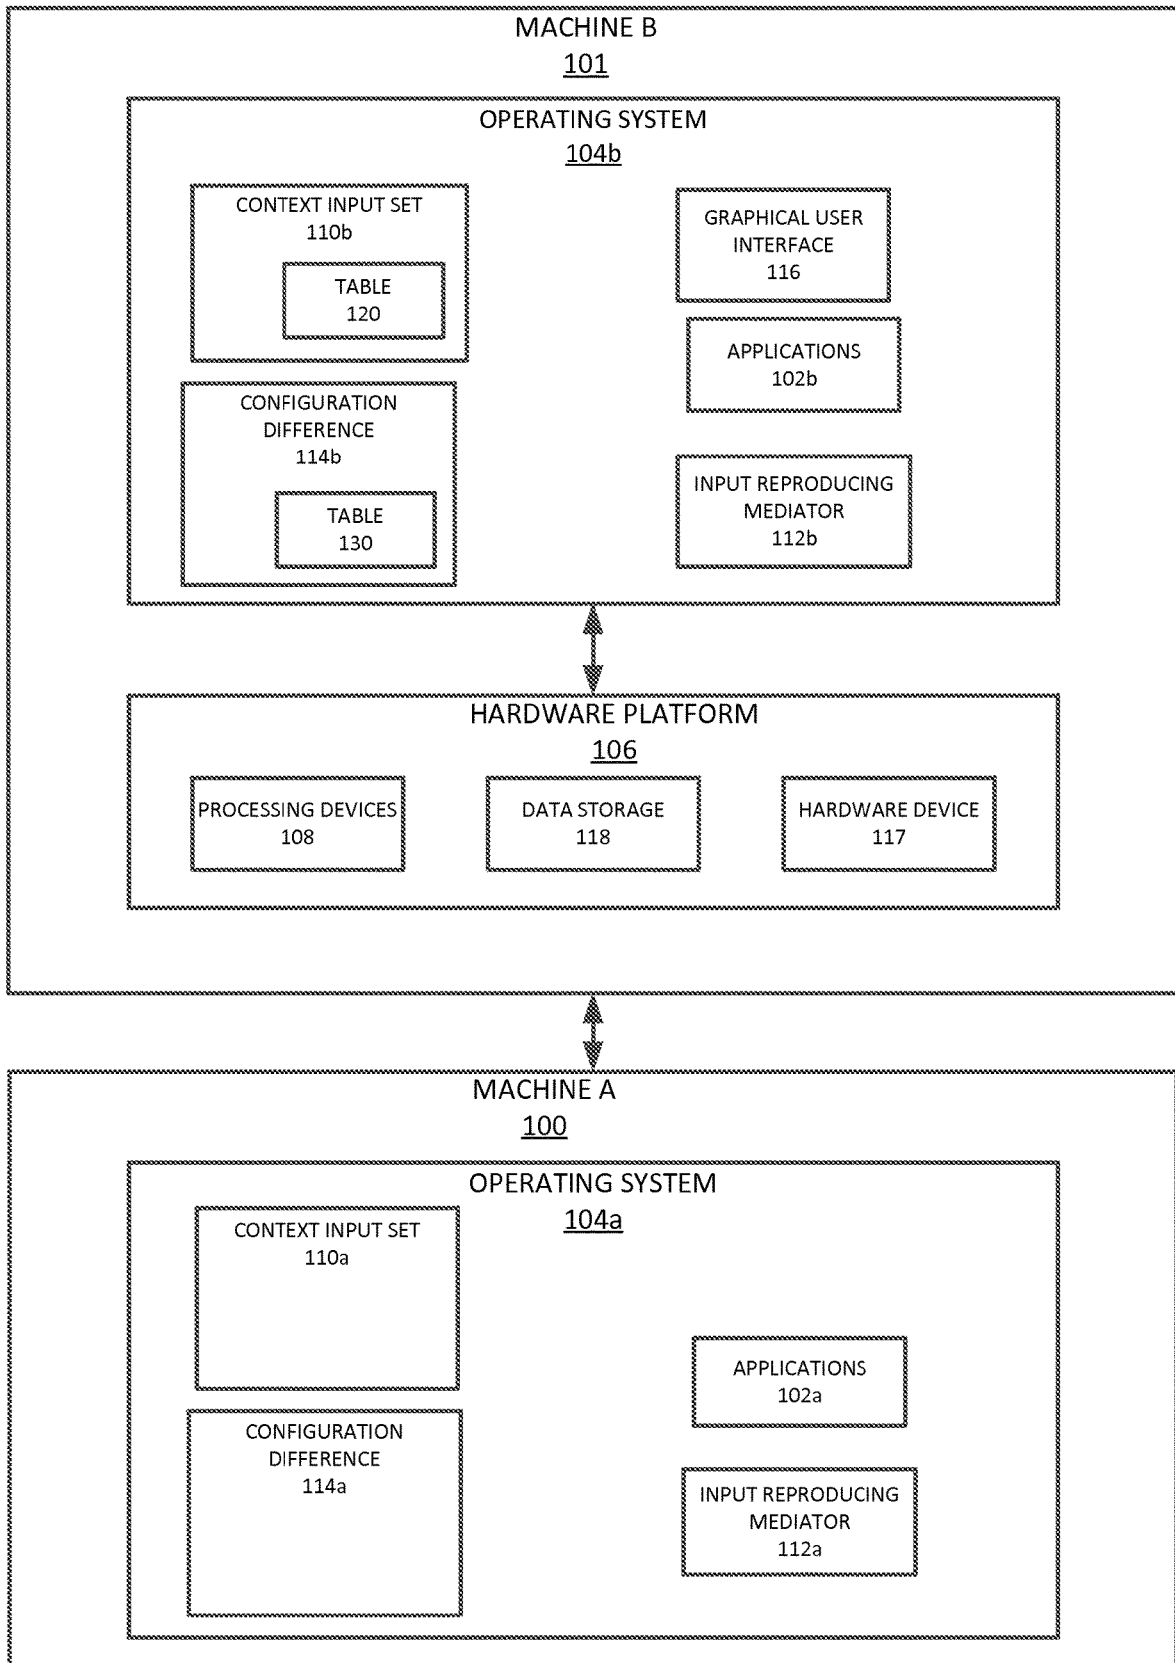 MACHINE B
101
OPERATING SYSTEM
104b
CONTEXT INPUT SET
110b
TABLE
120
GRAPHICAL USER
INTERFACE
116
APPLICATIONS
102b
CONFIGURATION
DIFFERENCE
114b
TABLE
130
INPUT REPRODUCING
MEDIATOR
112b
HARDWARE PLATFORM
106
PROCESSING DEVICES
108
DATA STORAGE
118
HARDWARE DEVICE
117
MACHINE A
100
OPERATING SYSTEM
104a
CONTEXT INPUT SET
110a
APPLICATIONS
102a
CONFIGURATION
DIFFERENCE
114a
INPUT REPRODUCING
MEDIATOR
112a